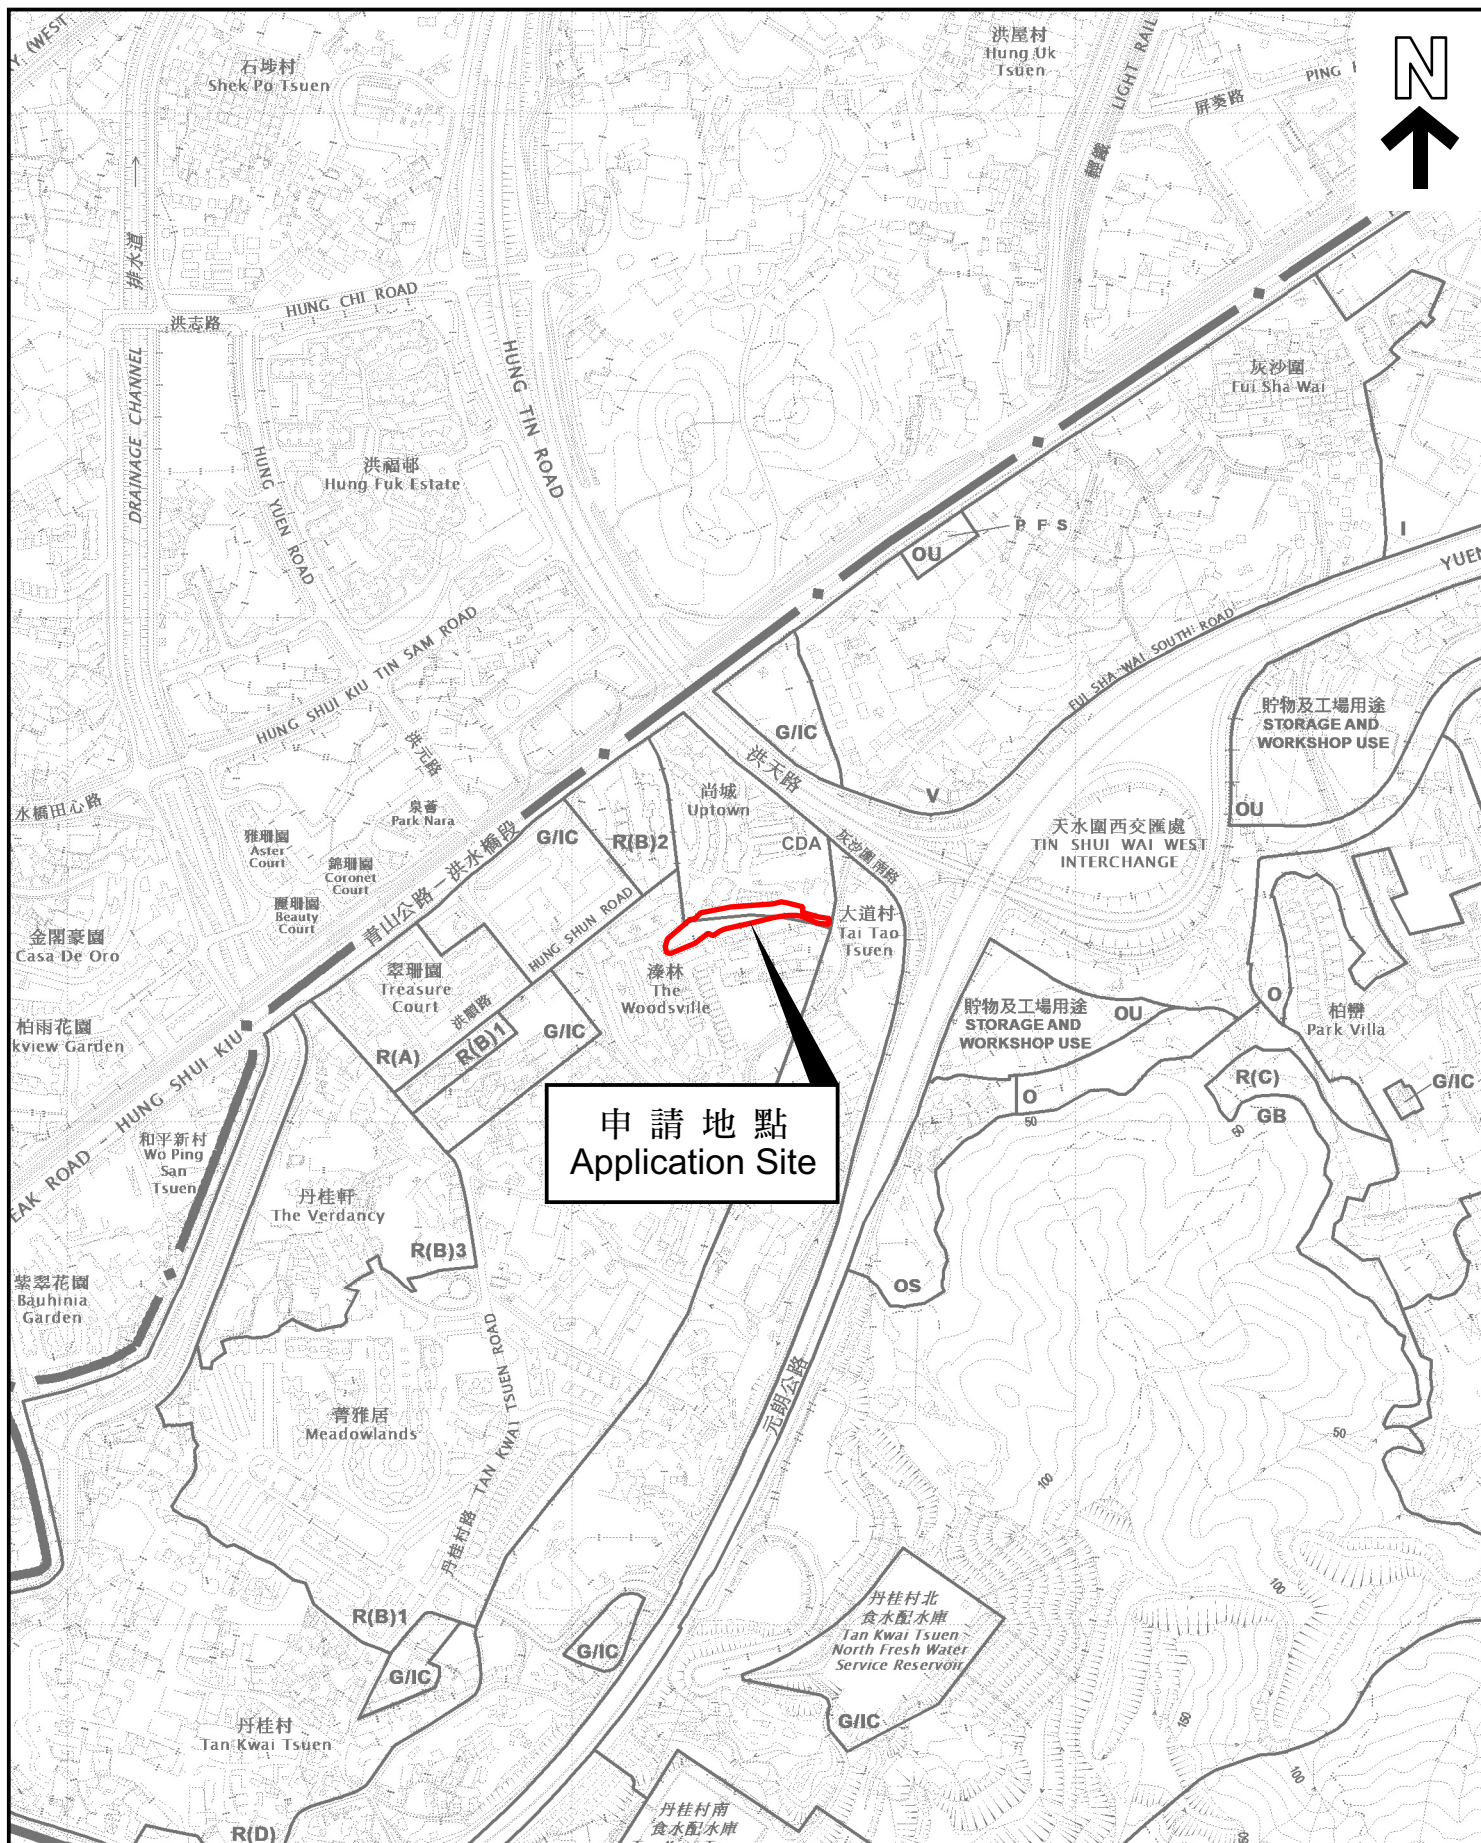 Y (WEST
石埗村
Shek Po Tsuen
洪屋村
Hung Uk
Tsuen
LIGHT RAIL
輕鐵
屏葵路
PING
N
排水道
DRAINAGE CHANNEL
HUNG CHI ROAD
洪志路
HUNG TIN ROAD
灰沙圍
Fui Sha Wai
洪福邨
Hung Fuk Estate
HUNG YUEN ROAD
P F S
OU
I
YUEN
HUNG SHUI KIU TIN SAM ROAD
FUI SHA WAI SOUTH ROAD
貯物及工場用途
STORAGE AND
WORKSHOP USE
OU
G/IC
洪天路
洪元路
水橋田心路
泉薈
Park Nara
尚城
Uptown
V
天水圍西交匯處
TIN SHUI WAI WEST
INTERCHANGE
雅珊園
Aster
Court
錦珊園
Coronet
Court
麗珊園
Beauty
Court
青山公路－洪水橋段
G/IC
R(B)2
CDA
灰沙圍南路
金閣豪園
Casa De Oro
HUNG SHUN ROAD
大道村
Tai Tao
Tsuen
翠珊園
Treasure
Court
溱林
The
Woodsville
洪順路
柏雨花園
kview Garden
R(A)
R(B)1
G/IC
貯物及工場用途
STORAGE AND
WORKSHOP USE
OU
O
柏巒
Park Villa
O
R(C)
G/IC
GB
50
50
EAK ROAD - HUNG SHUI KIU
和平新村
Wo Ping
San
Tsuen
申請地點
Application Site
丹桂軒
The Verdancy
R(B)3
紫翠花園
Bauhinia
Garden
OS
丹桂村路 TAN KWAI TSUEN ROAD
元朗公路
菁雅居
Meadowlands
50
100
100
R(B)1
G/IC
G/IC
丹桂村北
食水配水庫
Tan Kwai Tsuen
North Fresh Water
Service Reservoir
G/IC
150
100
丹桂村
Tan Kwai Tsuen
丹桂村南
食水配水庫
R(D)
50